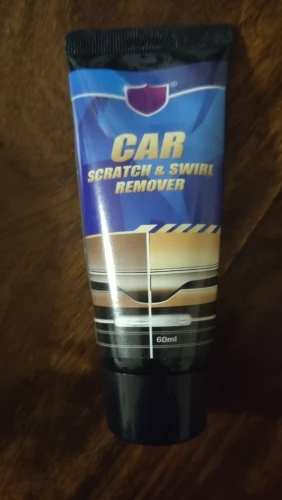 ®
CAR
SCRATCH & SWIRL
REMOVER
60ml